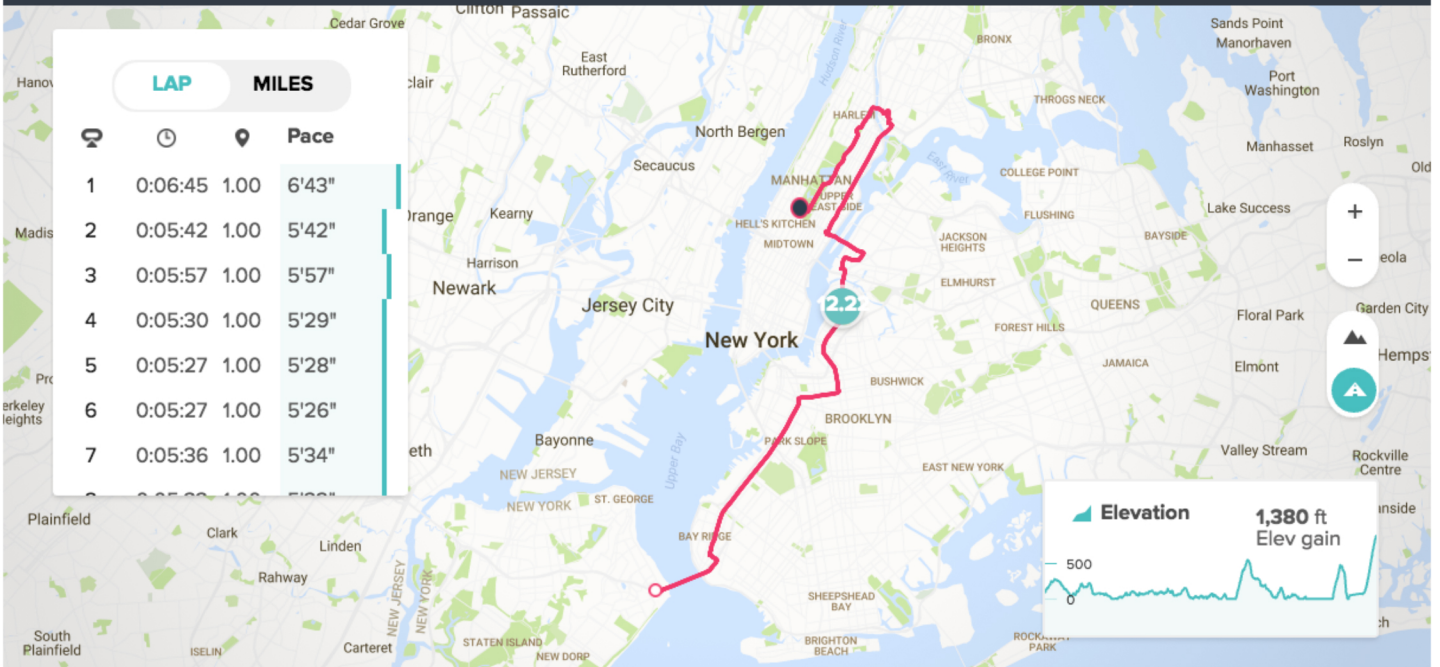 Clifton
Passaic
Cedar Grove
Sands Point
Manorhaven
BRONX
East
Rutherford
Hudson River
Port
Washington
LAP
MILES
THROGS NECK
HARLEM
North Bergen
Pace
Manhasset
Roslyn
Secaucus
East River
COLLEGE POINT
Old
MANHATTAN
1 0:06:45 1.00 6'43"
UPPER
EAST SIDE
Kearny
HELL'S KITCHEN
FLUSHING
Lake Success
2 0:05:42 1.00 5'42"
MIDTOWN
JACKSON
HEIGHTS
BAYSIDE
Harrison
3 0:05:57 1.00 5'57"
Newark
ELMHURST
Jersey City
2.2
QUEENS
Garden City
4 0:05:30 1.00 5'29"
Floral Park
New York
FOREST HILLS
5 0:05:27 1.00 5'28"
JAMAICA
Elmont
BUSHWICK
6 0:05:27 1.00 5'26"
BROOKLYN
Bayonne
PARK SLOPE
7 0:05:36 1.00 5'34"
Upper Bay
Valley Stream
Rockville
Centre
NEW JERSEY
NEW YORK
EAST NEW YORK
ST. GEORGE
Plainfield
Clark
Linden
BAY RIDGE
Elevation
1,380 ft
Elev gain
500
0
Rahway
NEW JERSEY
NEW YORK
SHEEPSHEAD
BAY
South
Plainfield
ISELIN
Carteret
STATEN ISLAND
NEW DORP
BRIGHTON
BEACH
ROCKAWAY
PARK